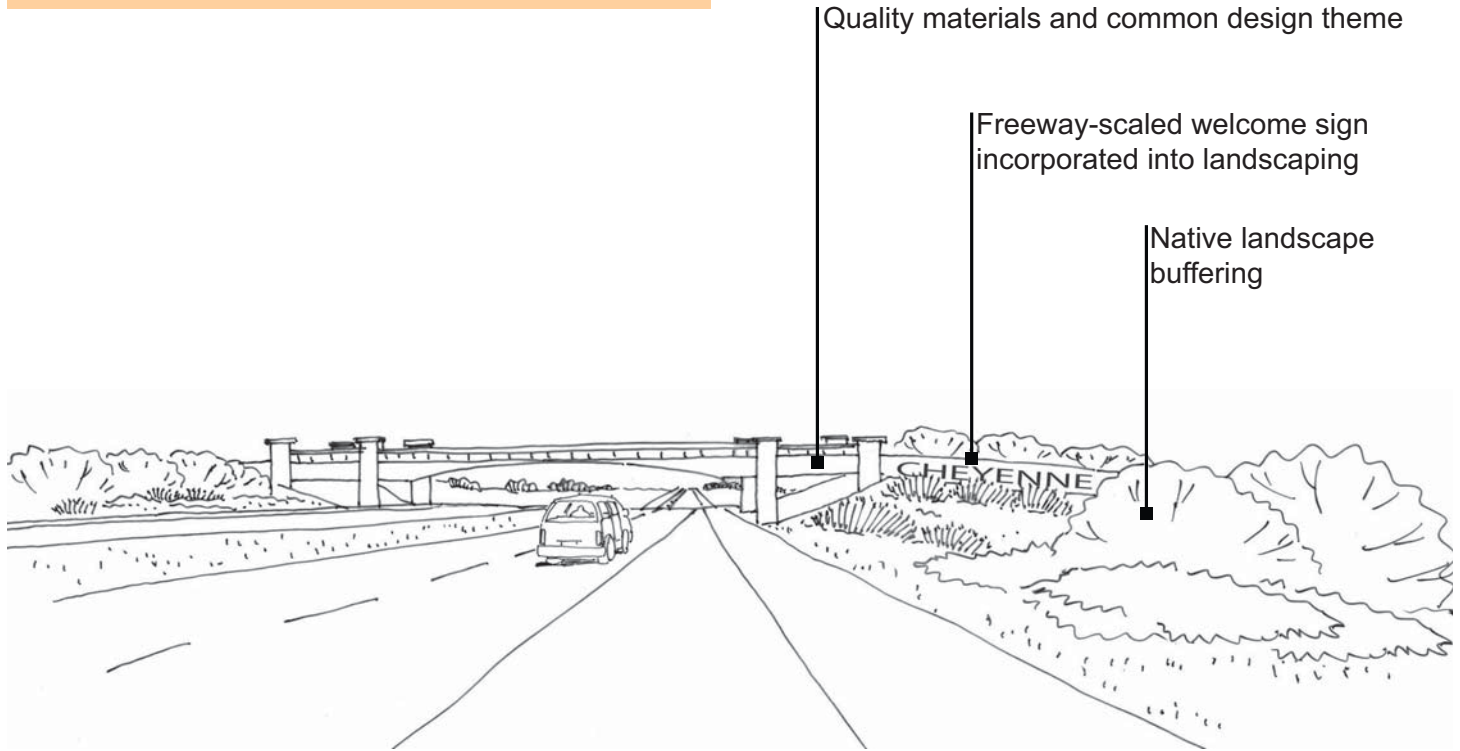 Quality materials and common design theme
Freeway-scaled welcome sign
incorporated into landscaping
Native landscape
buffering
CHEYENNE